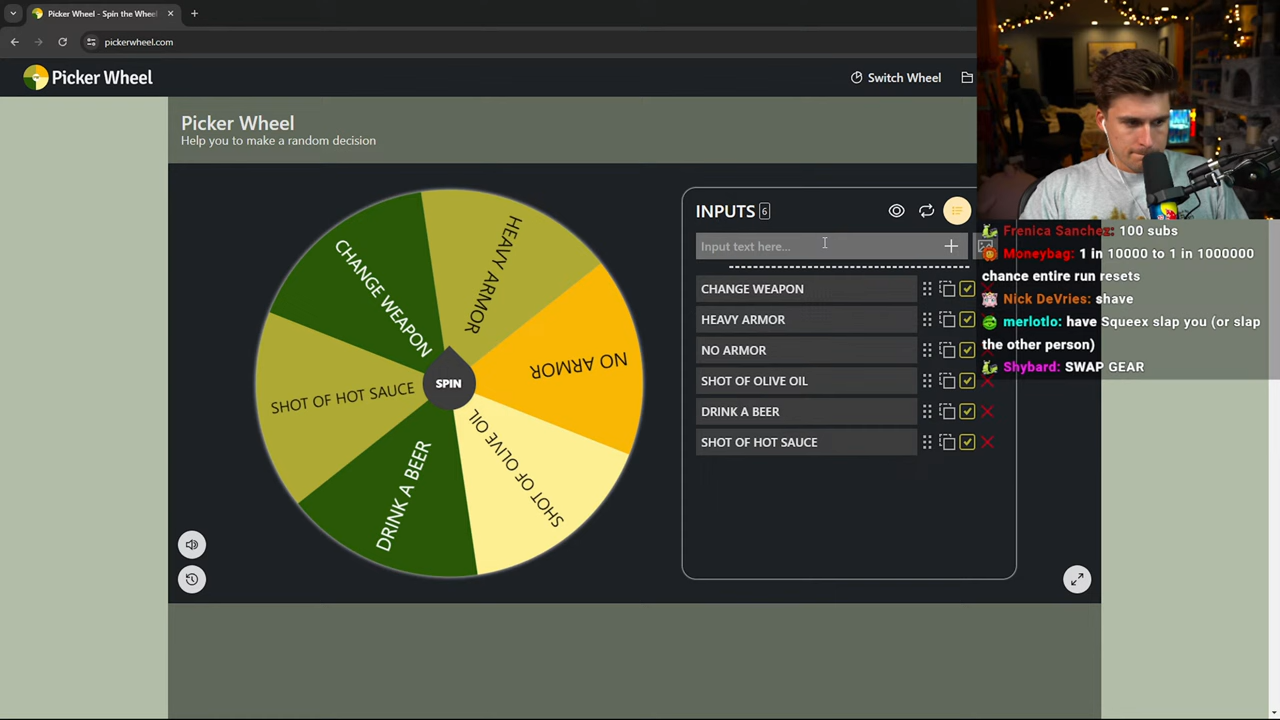 Picker Wheel - Spin the Wheel
pickerwheel.com
Picker Wheel
Switch Wheel
Picker Wheel
Help you to make a random decision
INPUTS 6
Input text here...
CHANGE WEAPON
HEAVY ARMOR
NO ARMOR
SHOT OF OLIVE OIL
DRINK A BEER
SHOT OF HOT SAUCE
HEAVY ARMOR
NO ARMOR
SHOT OF OLIVE OIL
DRINK A BEER
SHOT OF HOT SAUCE
CHANGE WEAPON
SPIN
Frenica Sanchez: 100 subs
Moneybag: 1 in 10000 to 1 in 1000000
chance entire run resets
Nick DeVries: shave
merlotlo: have Squeex slap you (or slap
the other person)
Shybard: SWAP GEAR